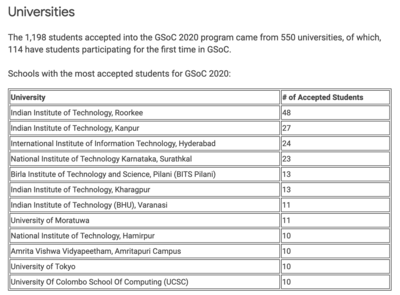 Universities
The 1,198 students accepted into the GSoC 2020 program came from 550 universities, of which,
114 have students participating for the first time in GSoC.
Schools with the most accepted students for GSoC 2020:
University # of Accepted Students
Indian Institute of Technology, Roorkee 48
Indian Institute of Technology, Kanpur 27
International Institute of Information Technology, Hyderabad 24
National Institute of Technology Karnataka, Surathkal 23
Birla Institute of Technology and Science, Pilani (BITS Pilani) 13
Indian Institute of Technology, Kharagpur 13
Indian Institute of Technology (BHU), Varanasi 11
University of Moratuwa 11
National Institute of Technology, Hamirpur 10
Amrita Vishwa Vidyapeetham, Amritapuri Campus 10
University of Tokyo 10
University Of Colombo School Of Computing (UCSC) 10